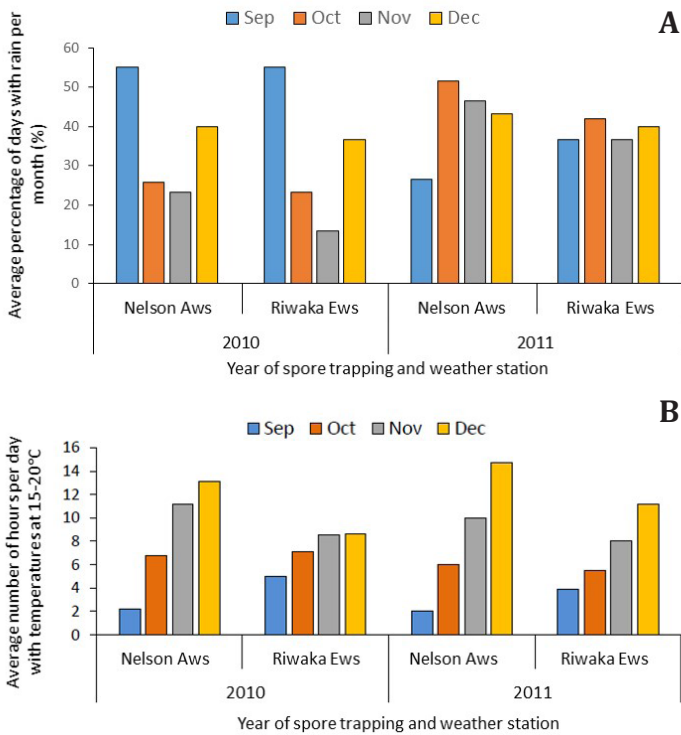 A
Sep Oct Nov Dec
Average percentage of days with rain per
month (%)
60
50
40
30
20
10
0
Nelson Aws Riwaka Ews Nelson Aws Riwaka Ews
2010 2011
Year of spore trapping and weather station
B
Sep Oct Nov Dec
Average number of hours per day
with temperatures at 15-20°C
16
14
12
10
8
6
4
2
0
Nelson Aws Riwaka Ews Nelson Aws Riwaka Ews
2010 2011
Year of spore trapping and weather station